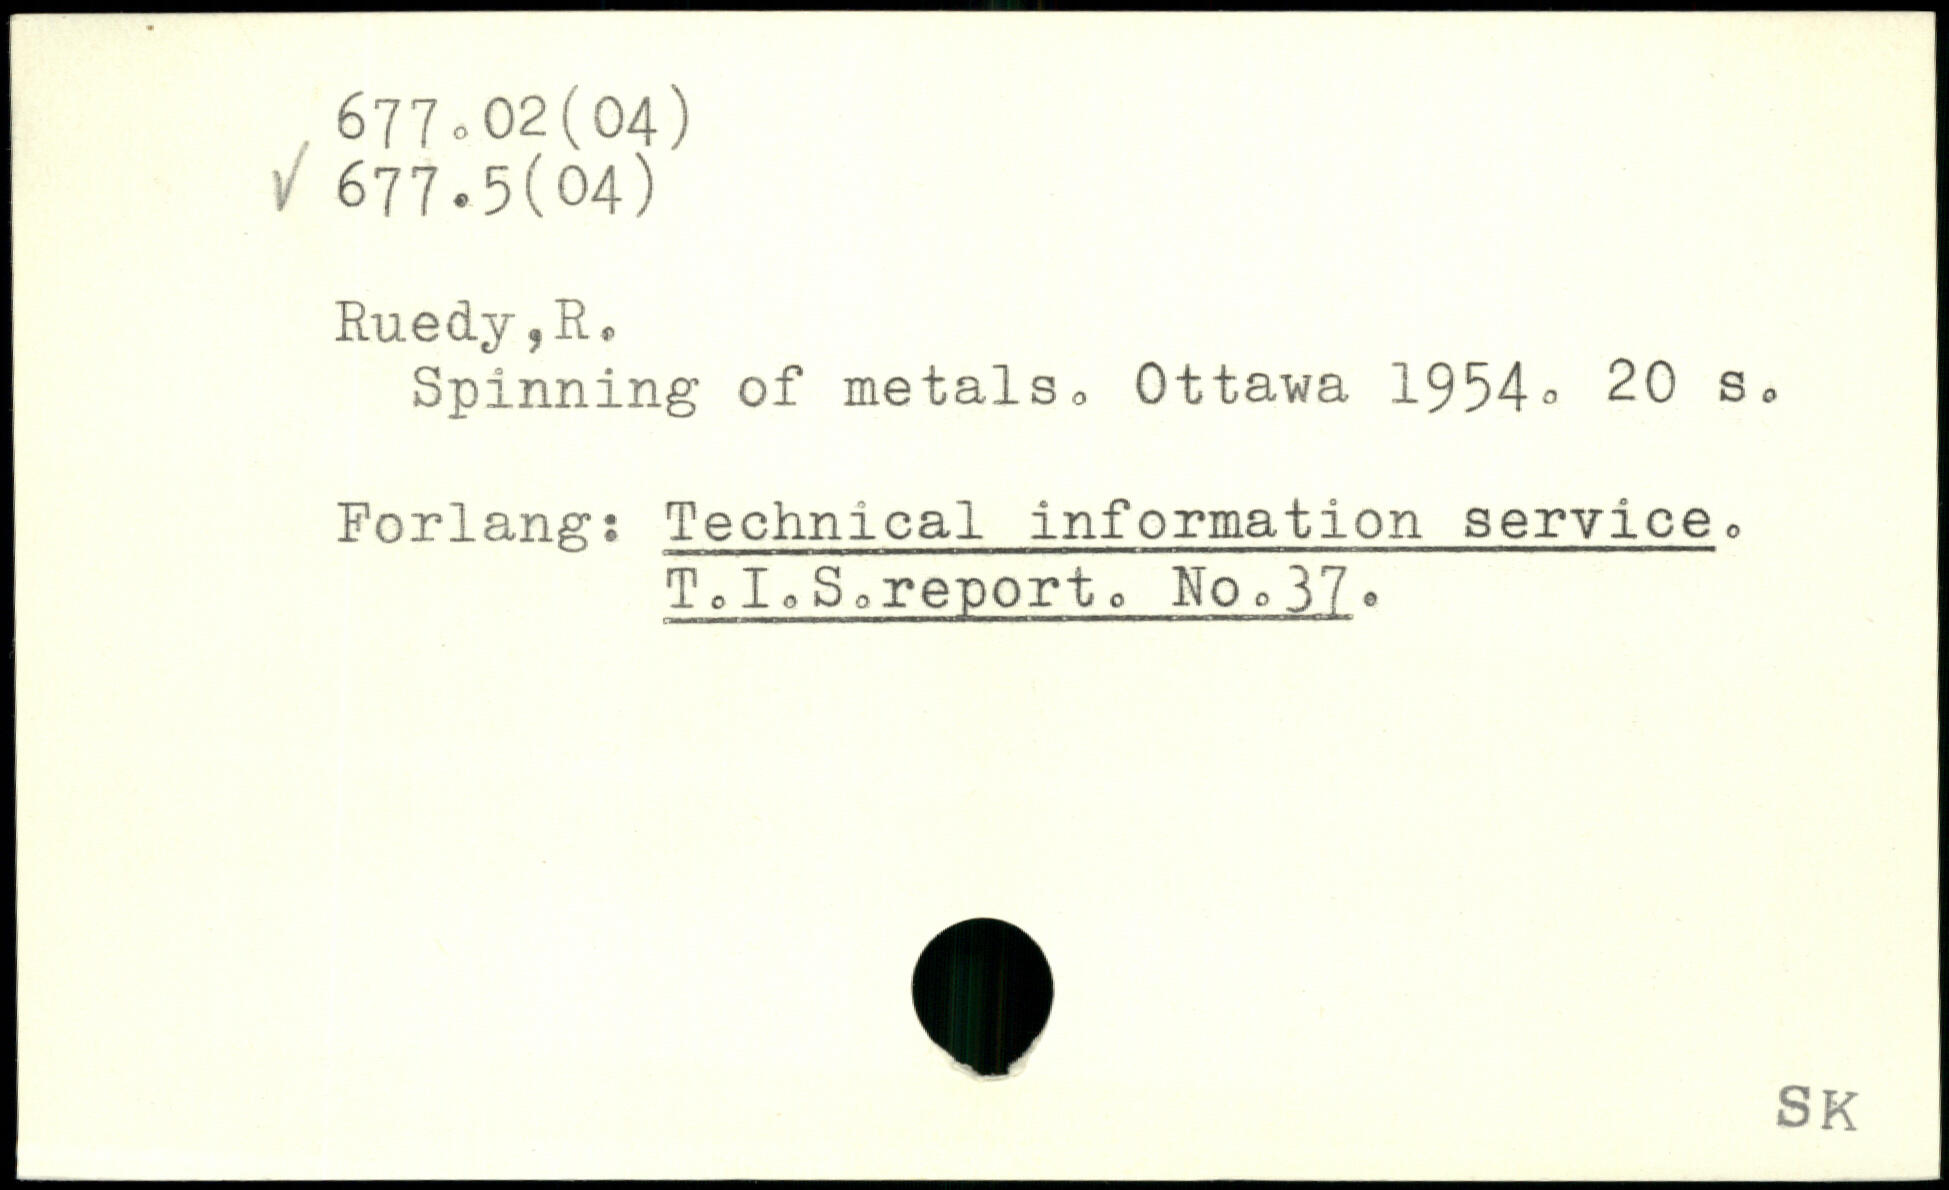 677.02(04)
✓ 677.5(04)
Ruedy,R.
Spinning of metals. Ottawa 1954. 20 s.
Forlang: Technical information service.
T.I.S.report. No.37.
SK